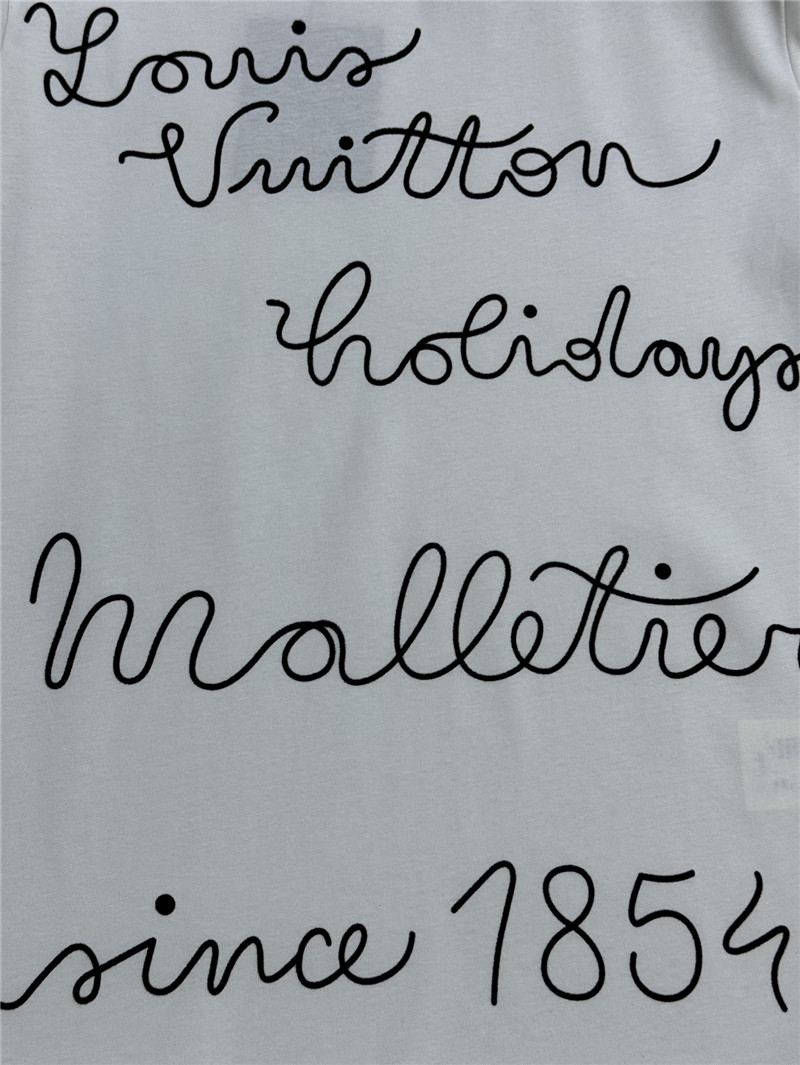 Louis
Vuitton
holidays
Malletier
since 1854